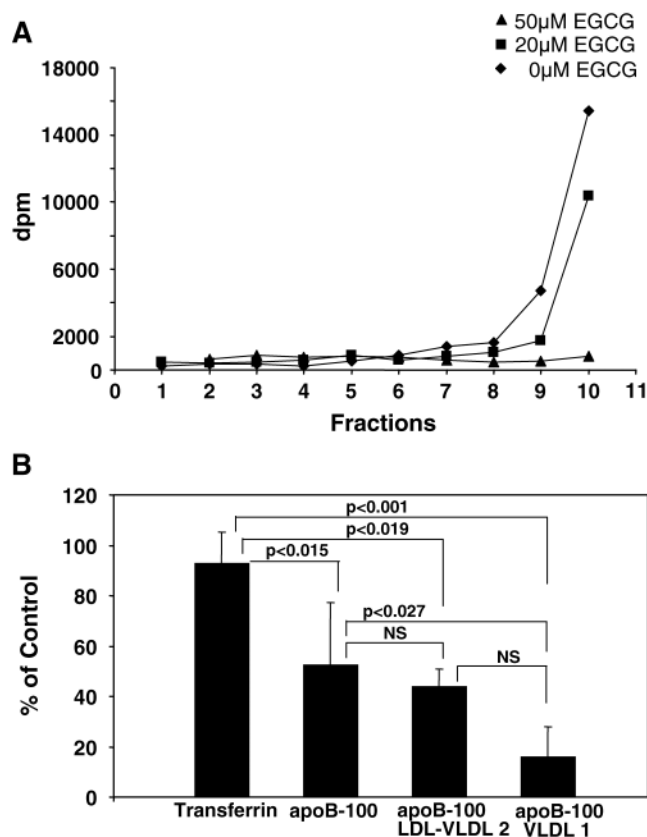 A
50µM EGCG
20µM EGCG
0µM EGCG
18000
14000
10000
6000
2000
0
dpm
0 1 2 3 4 5 6 7 8 9 10 11
Fractions
B
120
100
80
60
40
20
0
% of Control
p<0.001
p<0.019
p<0.015
p<0.027
NS
NS
Transferrin apoB-100 apoB-100 apoB-100
LDL-VLDL 2 VLDL 1